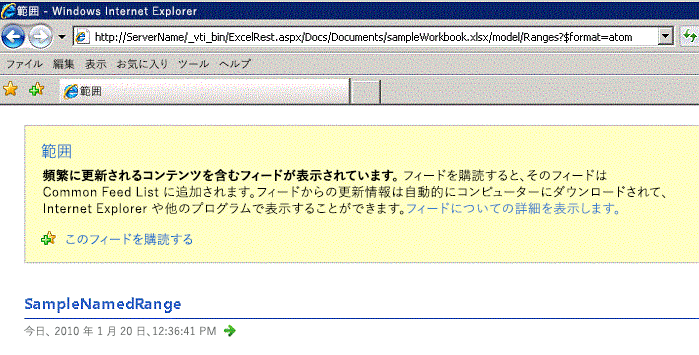 範囲 - Windows Internet Explorer
http://ServerName/_vti_bin/ExcelRest.aspx/Docs/Documents/sampleWorkbook.xlsx/model/Ranges?$format=atom
ファイル 編集 表示 お気に入り ツール ヘルプ
範囲
範囲
頻繁に更新されるコンテンツを含むフィードが表示されています。フィードを購読すると、そのフィードは
Common Feed List に追加されます。フィードからの更新情報は自動的にコンピューターにダウンロードされて、
Internet Explorer や他のプログラムで表示することができます。フィードについての詳細を表示します。
このフィードを購読する
SampleNamedRange
今日、2010 年 1 月 20 日、12:36:41 PM